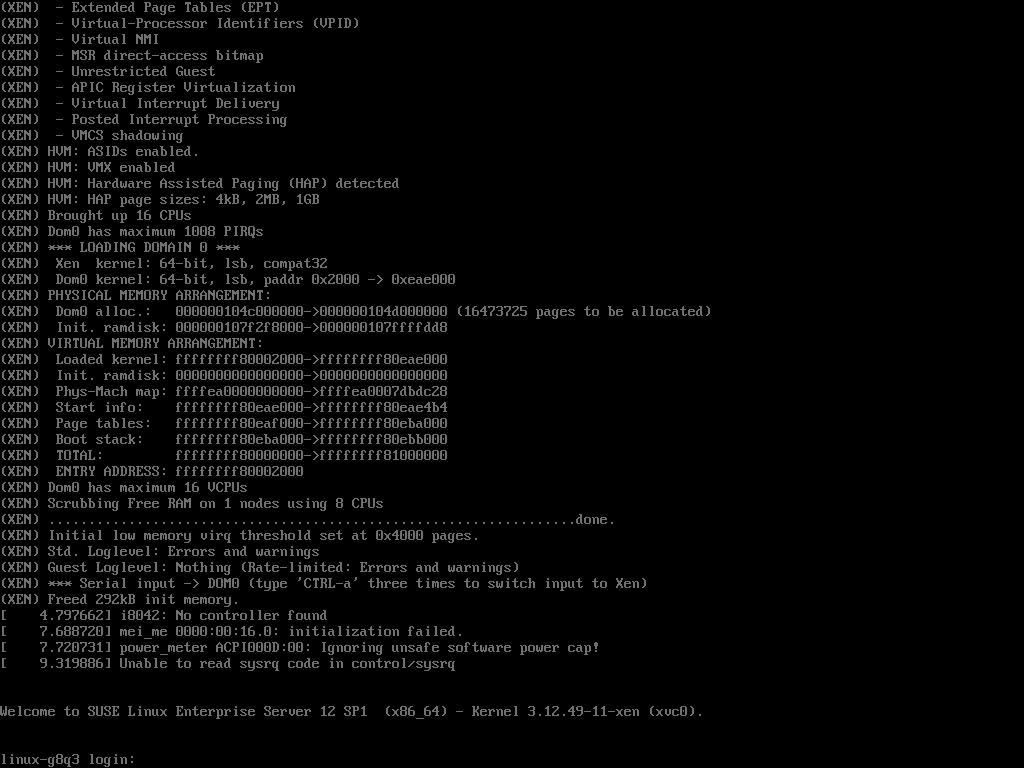 (XEN)  - Extended Page Tables (EPT)
(XEN)  - Virtual-Processor Identifiers (VPID)
(XEN)  - Virtual NMI
(XEN)  - MSR direct-access bitmap
(XEN)  - Unrestricted Guest
(XEN)  - APIC Register Virtualization
(XEN)  - Virtual Interrupt Delivery
(XEN)  - Posted Interrupt Processing
(XEN)  - VMCS shadowing
(XEN) HVM: ASIDs enabled.
(XEN) HVM: VMX enabled
(XEN) HVM: Hardware Assisted Paging (HAP) detected
(XEN) HVM: HAP page sizes: 4kB, 2MB, 1GB
(XEN) Brought up 16 CPUs
(XEN) Dom0 has maximum 1008 PIRQs
(XEN) *** LOADING DOMAIN 0 ***
(XEN)  Xen  kernel: 64-bit, lsb, compat32
(XEN)  Dom0 kernel: 64-bit, lsb, paddr 0x2000 -> 0xeae000
(XEN) PHYSICAL MEMORY ARRANGEMENT:
(XEN)  Dom0 alloc.:   000000104c000000->000000104d000000 (16473725 pages to be allocated)
(XEN)  Init. ramdisk: 000000107f2f8000->000000107ffffdd8
(XEN) VIRTUAL MEMORY ARRANGEMENT:
(XEN)  Loaded kernel: ffffffff80002000->ffffffff80eae000
(XEN)  Init. ramdisk: 0000000000000000->0000000000000000
(XEN)  Phys-Mach map: ffffea0000000000->ffffea0007dbdc28
(XEN)  Start info:    ffffffff80eae000->ffffffff80eae4b4
(XEN)  Page tables:   ffffffff80eaf000->ffffffff80eba000
(XEN)  Boot stack:    ffffffff80eba000->ffffffff80ebb000
(XEN)  TOTAL:         ffffffff80000000->ffffffff81000000
(XEN)  ENTRY ADDRESS: ffffffff80002000
(XEN) Dom0 has maximum 16 VCPUs
(XEN) Scrubbing Free RAM on 1 nodes using 8 CPUs
(XEN) ..................................................................done.
(XEN) Initial low memory virq threshold set at 0x4000 pages.
(XEN) Std. Loglevel: Errors and warnings
(XEN) Guest Loglevel: Nothing (Rate-limited: Errors and warnings)
(XEN) *** Serial input -> DOM0 (type 'CTRL-a' three times to switch input to Xen)
(XEN) Freed 292kB init memory.
[    4.797662] i8042: No controller found
[    7.688720] mei_me 0000:00:16.0: initialization failed.
[    7.720731] power_meter ACPI000D:00: Ignoring unsafe software power cap!
[    9.319886] Unable to read sysrq code in control/sysrq
Welcome to SUSE Linux Enterprise Server 12 SP1  (x86_64) - Kernel 3.12.49-11-xen (xvc0).
linux-g8q3 login: